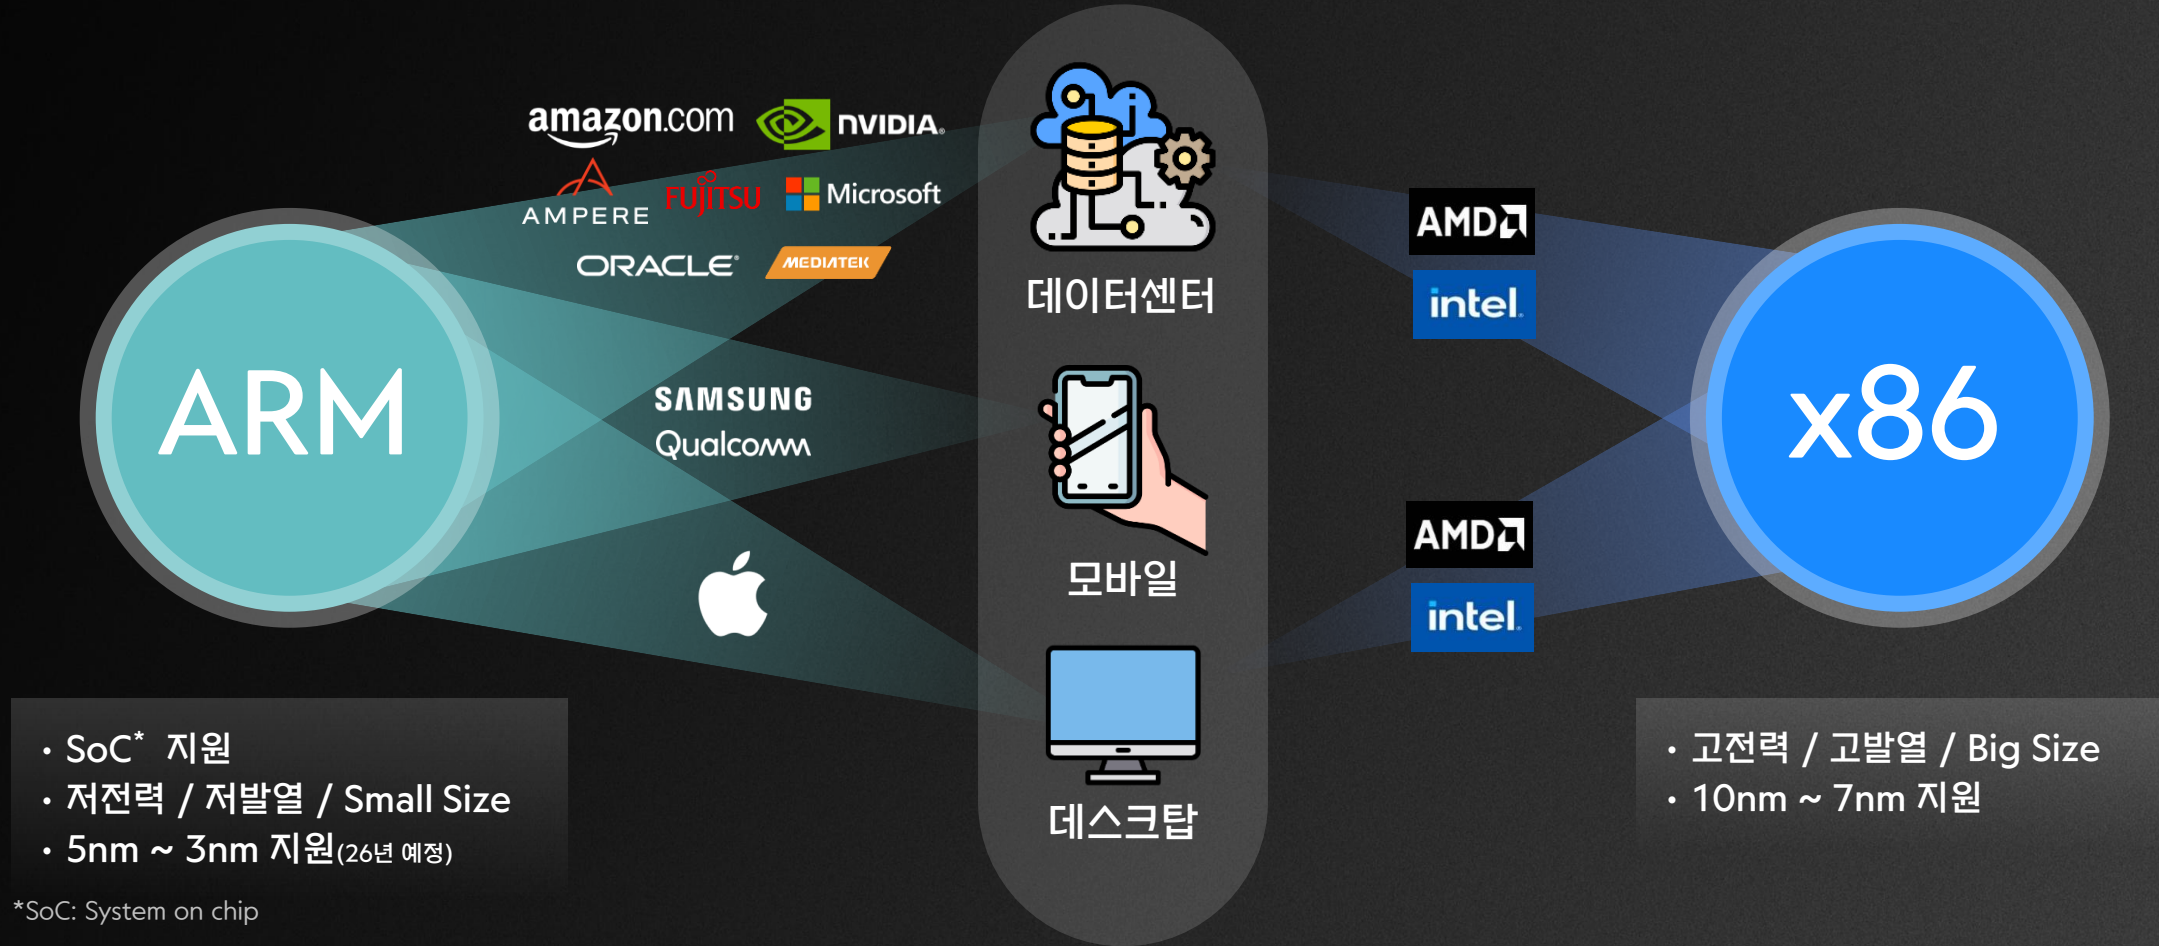 amazon.com
NVIDIA®
AMPERE
FUJITSU
Microsoft
ORACLE®
MEDIATEK
ARM
SAMSUNG
Qualcomm
• SoC* 지원
• 저전력 / 저발열 / Small Size
• 5nm ~ 3nm 지원(26년 예정)
*SoC: System on chip
데이터센터
모바일
데스크탑
AMD
intel.
AMD
intel.
x86
• 고전력 / 고발열 / Big Size
• 10nm ~ 7nm 지원